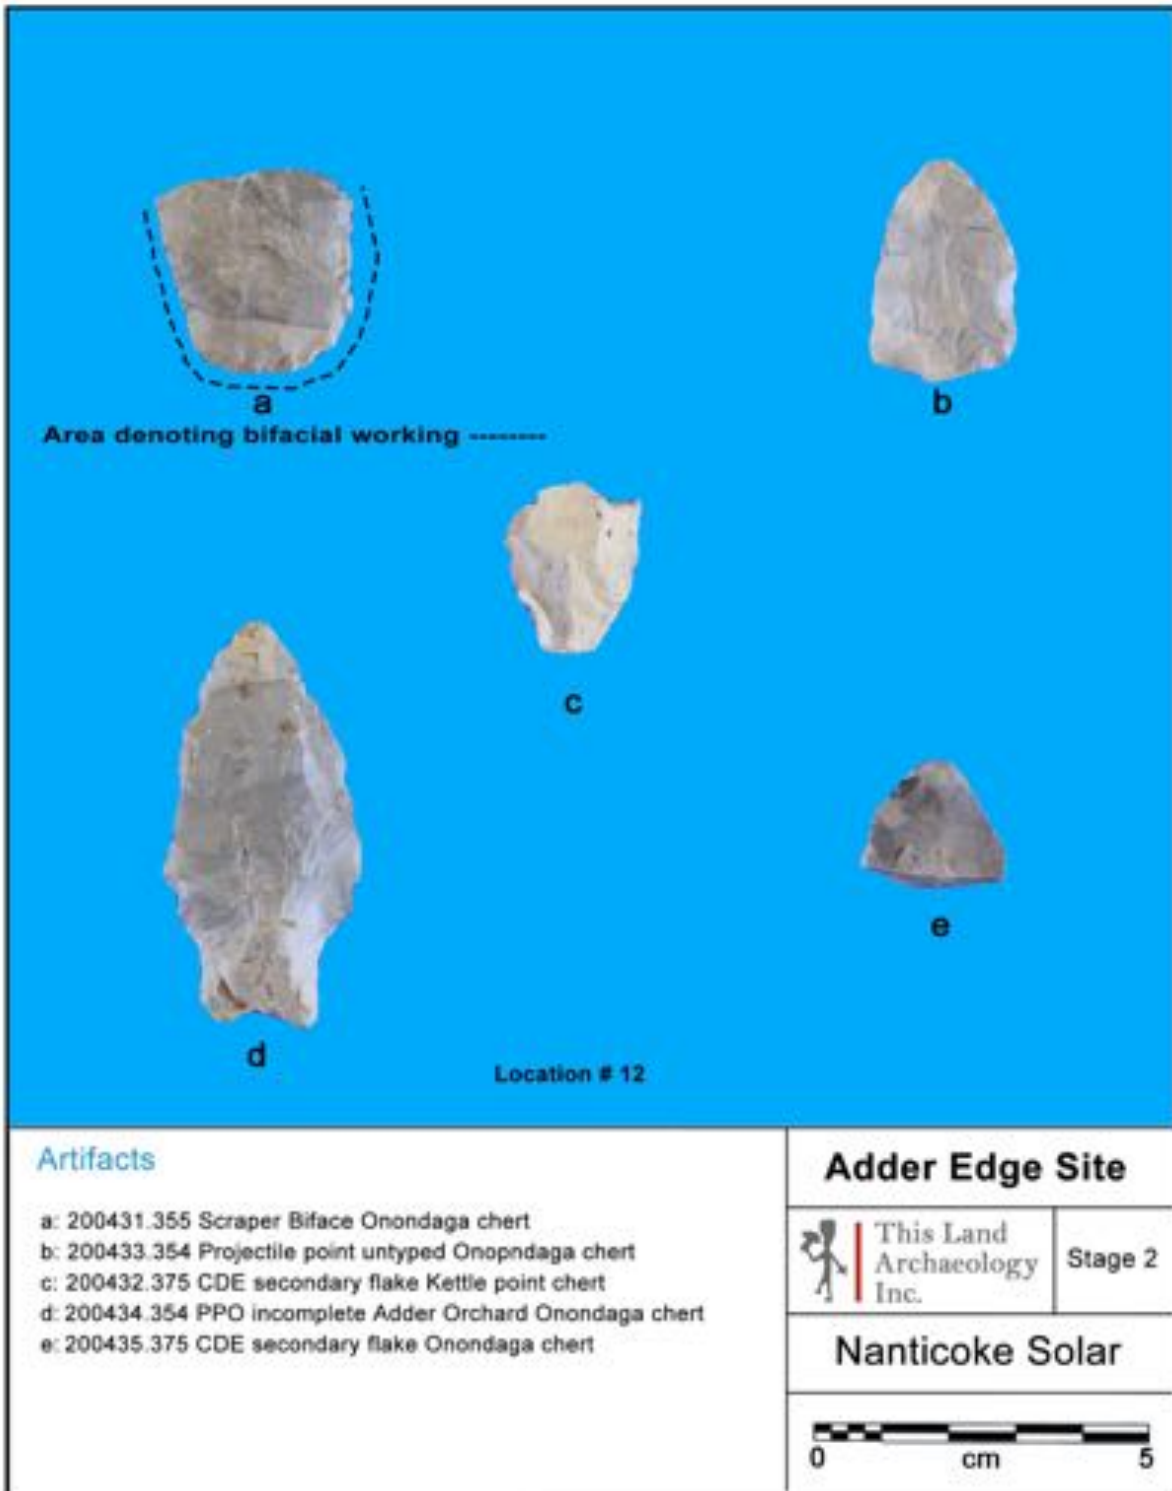 a
Area denoting bifacial working --------
b
c
d
e
Location # 12
Artifacts
a: 200431.355 Scraper Biface Onondaga chert
b: 200433.354 Projectile point untyped Onopndaga chert
c: 200432.375 CDE secondary flake Kettle point chert
d: 200434.354 PPO incomplete Adder Orchard Onondaga chert
e: 200435.375 CDE secondary flake Onondaga chert
Adder Edge Site
This Land
Archaeology
Inc.
Stage 2
Nanticoke Solar
0 cm 5